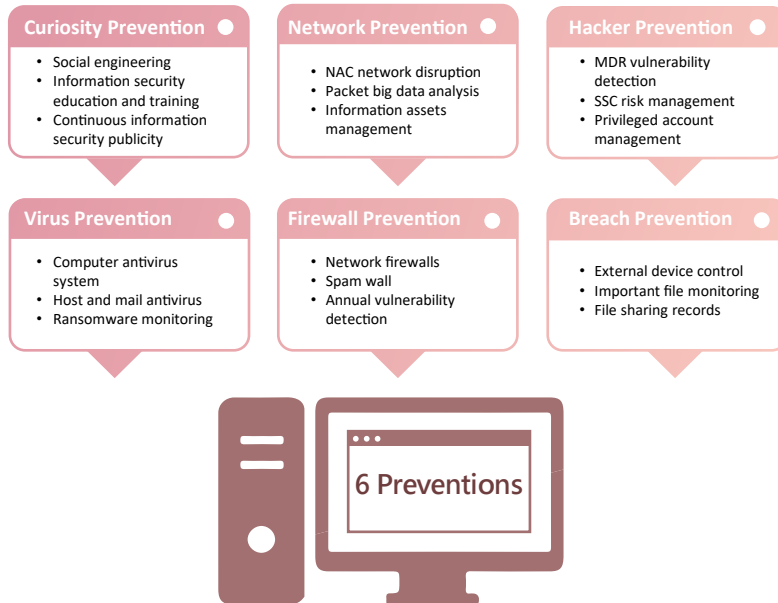 Curiosity Prevention
• Social engineering
• Information security
education and training
• Continuous information
security publicity
Network Prevention
• NAC network disruption
• Packet big data analysis
• Information assets
management
Hacker Prevention
• MDR vulnerability
detection
• SSC risk management
• Privileged account
management
Virus Prevention
• Computer antivirus
system
• Host and mail antivirus
• Ransomware monitoring
Firewall Prevention
• Network firewalls
• Spam wall
• Annual vulnerability
detection
Breach Prevention
• External device control
• Important file monitoring
• File sharing records
6 Preventions